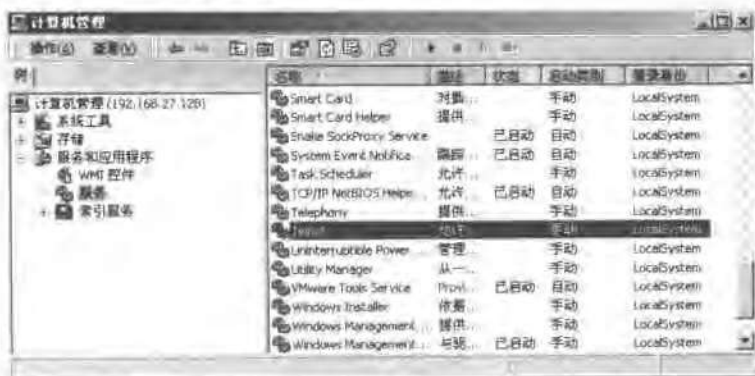 计算机管理
操作(A) 查看(V)
树
名称 描述 状态 启动类别 登录身份
计算机管理(192.168.27.128)
系统工具
存储
服务和应用程序
WMI 控件
服务
索引服务
Smart Card 对插... 手动 LocalSystem
Smart Card Helper 提供... 手动 LocalSystem
Snake SockProxy Service 已启动 自动 LocalSystem
System Event Notifica... 跟踪... 已启动 自动 LocalSystem
Task Scheduler 允许... 手动 LocalSystem
TCP/IP NetBIOS Helpe... 允许... 已启动 自动 LocalSystem
Telephony 提供... 手动 LocalSystem
Telnet 手动 LocalSystem
Uninterruptible Power ... 管理... 手动 LocalSystem
Utility Manager 从一... 手动 LocalSystem
VMware Tools Service Provi... 已启动 自动 LocalSystem
Windows Installer 依据... 手动 LocalSystem
Windows Management ... 提供... 手动 LocalSystem
Windows Management ... 与驱... 已启动 手动 LocalSystem